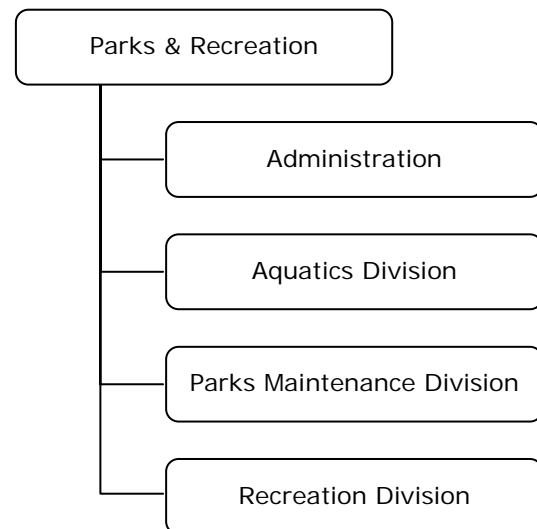 Parks & Recreation
Administration
Aquatics Division
Parks Maintenance Division
Recreation Division